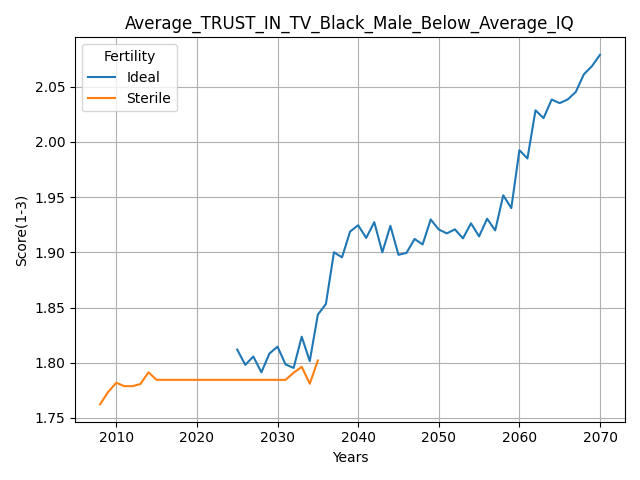 Average_TRUST_IN_TV_Black_Male_Below_Average_IQ
Fertility
Ideal
Sterile
Score(1-3)
2.05
2.00
1.95
1.90
1.85
1.80
1.75
2010 2020 2030 2040 2050 2060 2070
Years